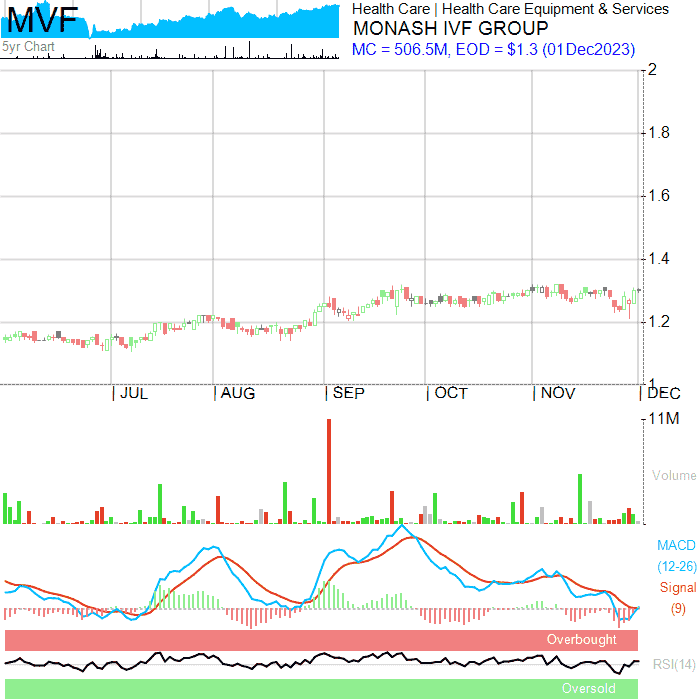 MVF
5yr Chart
Health Care | Health Care Equipment & Services
MONASH IVF GROUP
MC = 506.5M, EOD = $1.3 (01Dec2023)
2
1.8
1.6
1.4
1.2
1
| JUL | AUG | SEP | OCT | NOV | DEC
11M
Volume
MACD
(12-26)
Signal
(9)
Overbought
RSI(14)
Oversold